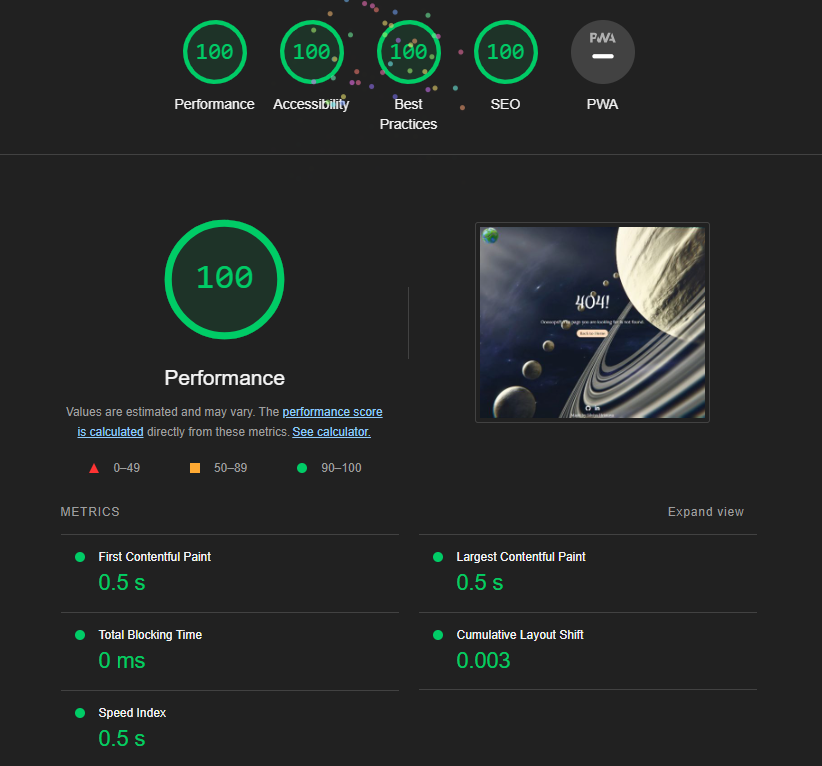 100 100 100 100 PWA
Performance Accessibility Best Practices SEO PWA
100
404!
Back to Home
Performance
Values are estimated and may vary. The performance score
is calculated directly from these metrics. See calculator.
0–49 50–89 90–100
METRICS Expand view
First Contentful Paint
0.5 s
Largest Contentful Paint
0.5 s
Total Blocking Time
0 ms
Cumulative Layout Shift
0.003
Speed Index
0.5 s